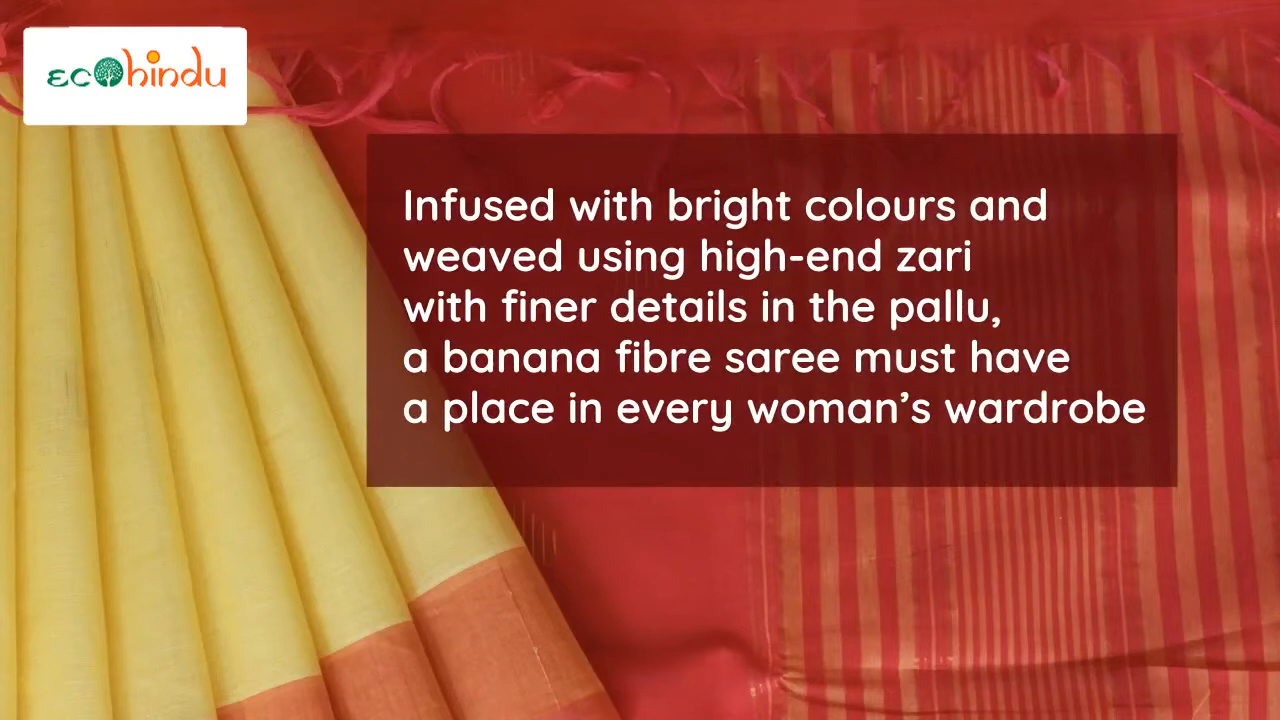 ecohindu
Infused with bright colours and
weaved using high-end zari
with finer details in the pallu,
a banana fibre saree must have
a place in every woman’s wardrobe